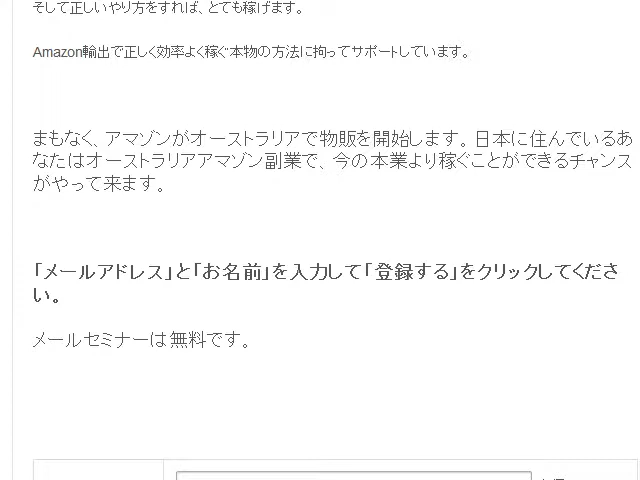 そして正しいやり方をすれば、とても稼げます。
Amazon輸出で正しく効率よく稼ぐ本物の方法に拘ってサポートしています。
まもなく、アマゾンがオーストラリアで物販を開始します。日本に住んでいるあ
なたはオーストラリアアマゾン副業で、今の本業より稼ぐことができるチャンス
がやって来ます。
「メールアドレス」と「お名前」を入力して「登録する」をクリックしてくださ
い。
メールセミナーは無料です。